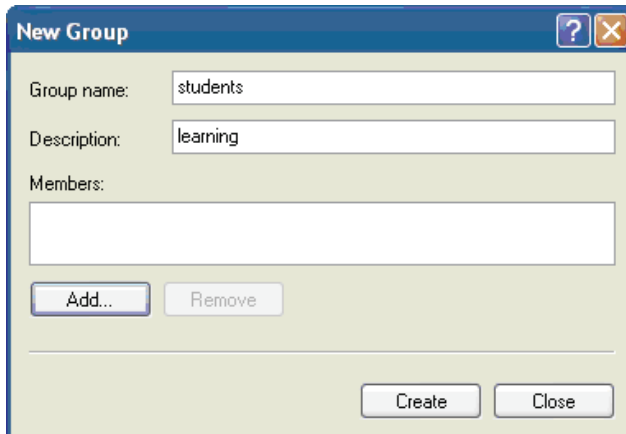 New Group
Group name: students
Description: learning
Members:
Add... Remove
Create Close